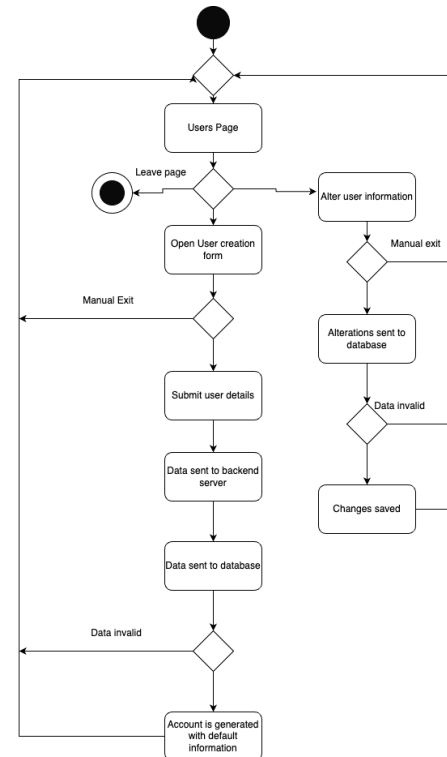 Users Page
Leave page
Alter user information
Open User creation
form
Manual exit
Manual Exit
Alterations sent to
database
Submit user details
Data invalid
Data sent to backend
server
Changes saved
Data sent to database
Data invalid
Account is generated
with default
information